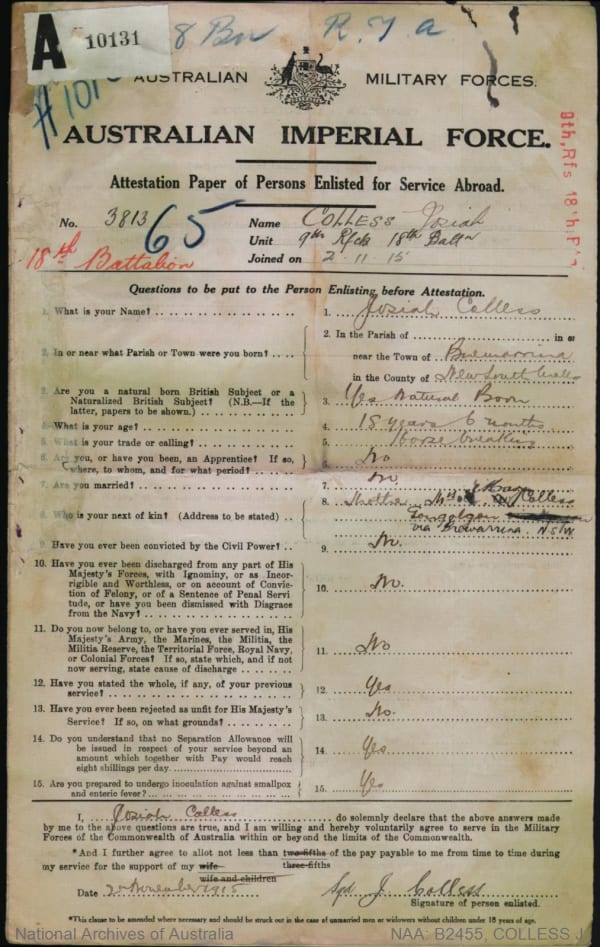 A 10131
8 Bn R.T.A
AUSTRALIAN MILITARY FORCES.
AUSTRALIAN IMPERIAL FORCE.
Attestation Paper of Persons Enlisted for Service Abroad.
No. 3813 65
18th Battalion
Name COLLESS Josiah
Unit 9th Rfcts 18th Battn
Joined on 2.11.15
Questions to be put to the Person Enlisting before Attestation.
1. What is your Name? 1. Josiah Colless
2. In or near what Parish or Town were you born? 2. In the Parish of in or
near the Town of Brewarrina
in the County of New South Wales
3. Are you a natural born British Subject or a 3. Yes Natural Born
Naturalized British Subject? (N.B.—If the
latter, papers to be shown.)
4. What is your age? 4. 18 years 6 months
5. What is your trade or calling? 5. Horse breaking
6. Are you, or have you been, an Apprentice? If so, 6. No
where, to whom, and for what period?
7. Are you married? 7. No
8. Who is your next of kin? (Address to be stated) 8. Mother Colless
via Brewarrina, N.S.W
9. Have you ever been convicted by the Civil Power? 9. No.
10. Have you ever been discharged from any part of His 10. No.
Majesty's Forces, with Ignominy, or as Incor-
rigible and Worthless, or on account of Convic-
tion of Felony, or of a Sentence of Penal Servi
tude, or have you been dismissed with Disgrace
from the Navy?
11. Do you now belong to, or have you ever served in, His 11. No
Majesty's Army, the Marines, the Militia, the
Militia Reserve, the Territorial Force, Royal Navy,
or Colonial Forces? If so, state which, and if not
now serving, state cause of discharge
12. Have you stated the whole, if any, of your previous 12. Yes
service?
13. Have you ever been rejected as unfit for His Majesty's 13. No.
Service? If so, on what grounds?
14. Do you understand that no Separation Allowance will 14. Yes
be issued in respect of your service beyond an
amount which together with Pay would reach
eight shillings per day.
15. Are you prepared to undergo inoculation against smallpox 15. Yes
and enteric fever?
I, Josiah Colless do solemnly declare that the above answers made
by me to the above questions are true, and I am willing and hereby voluntarily agree to serve in the Military
Forces of the Commonwealth of Australia within or beyond the limits of the Commonwealth.
*And I further agree to allot not less than two-fifths of the pay payable to me from time to time during
three-fifths
my service for the support of my wife
wife and children
Date 2 November 1915 Sgd J. Colless
Signature of person enlisted.
*This clause to be amended where necessary and should be struck out in the case of unmarried men or widowers without children under 18 years of age.
National Archives of Australia NAA: B2455, COLLESS J